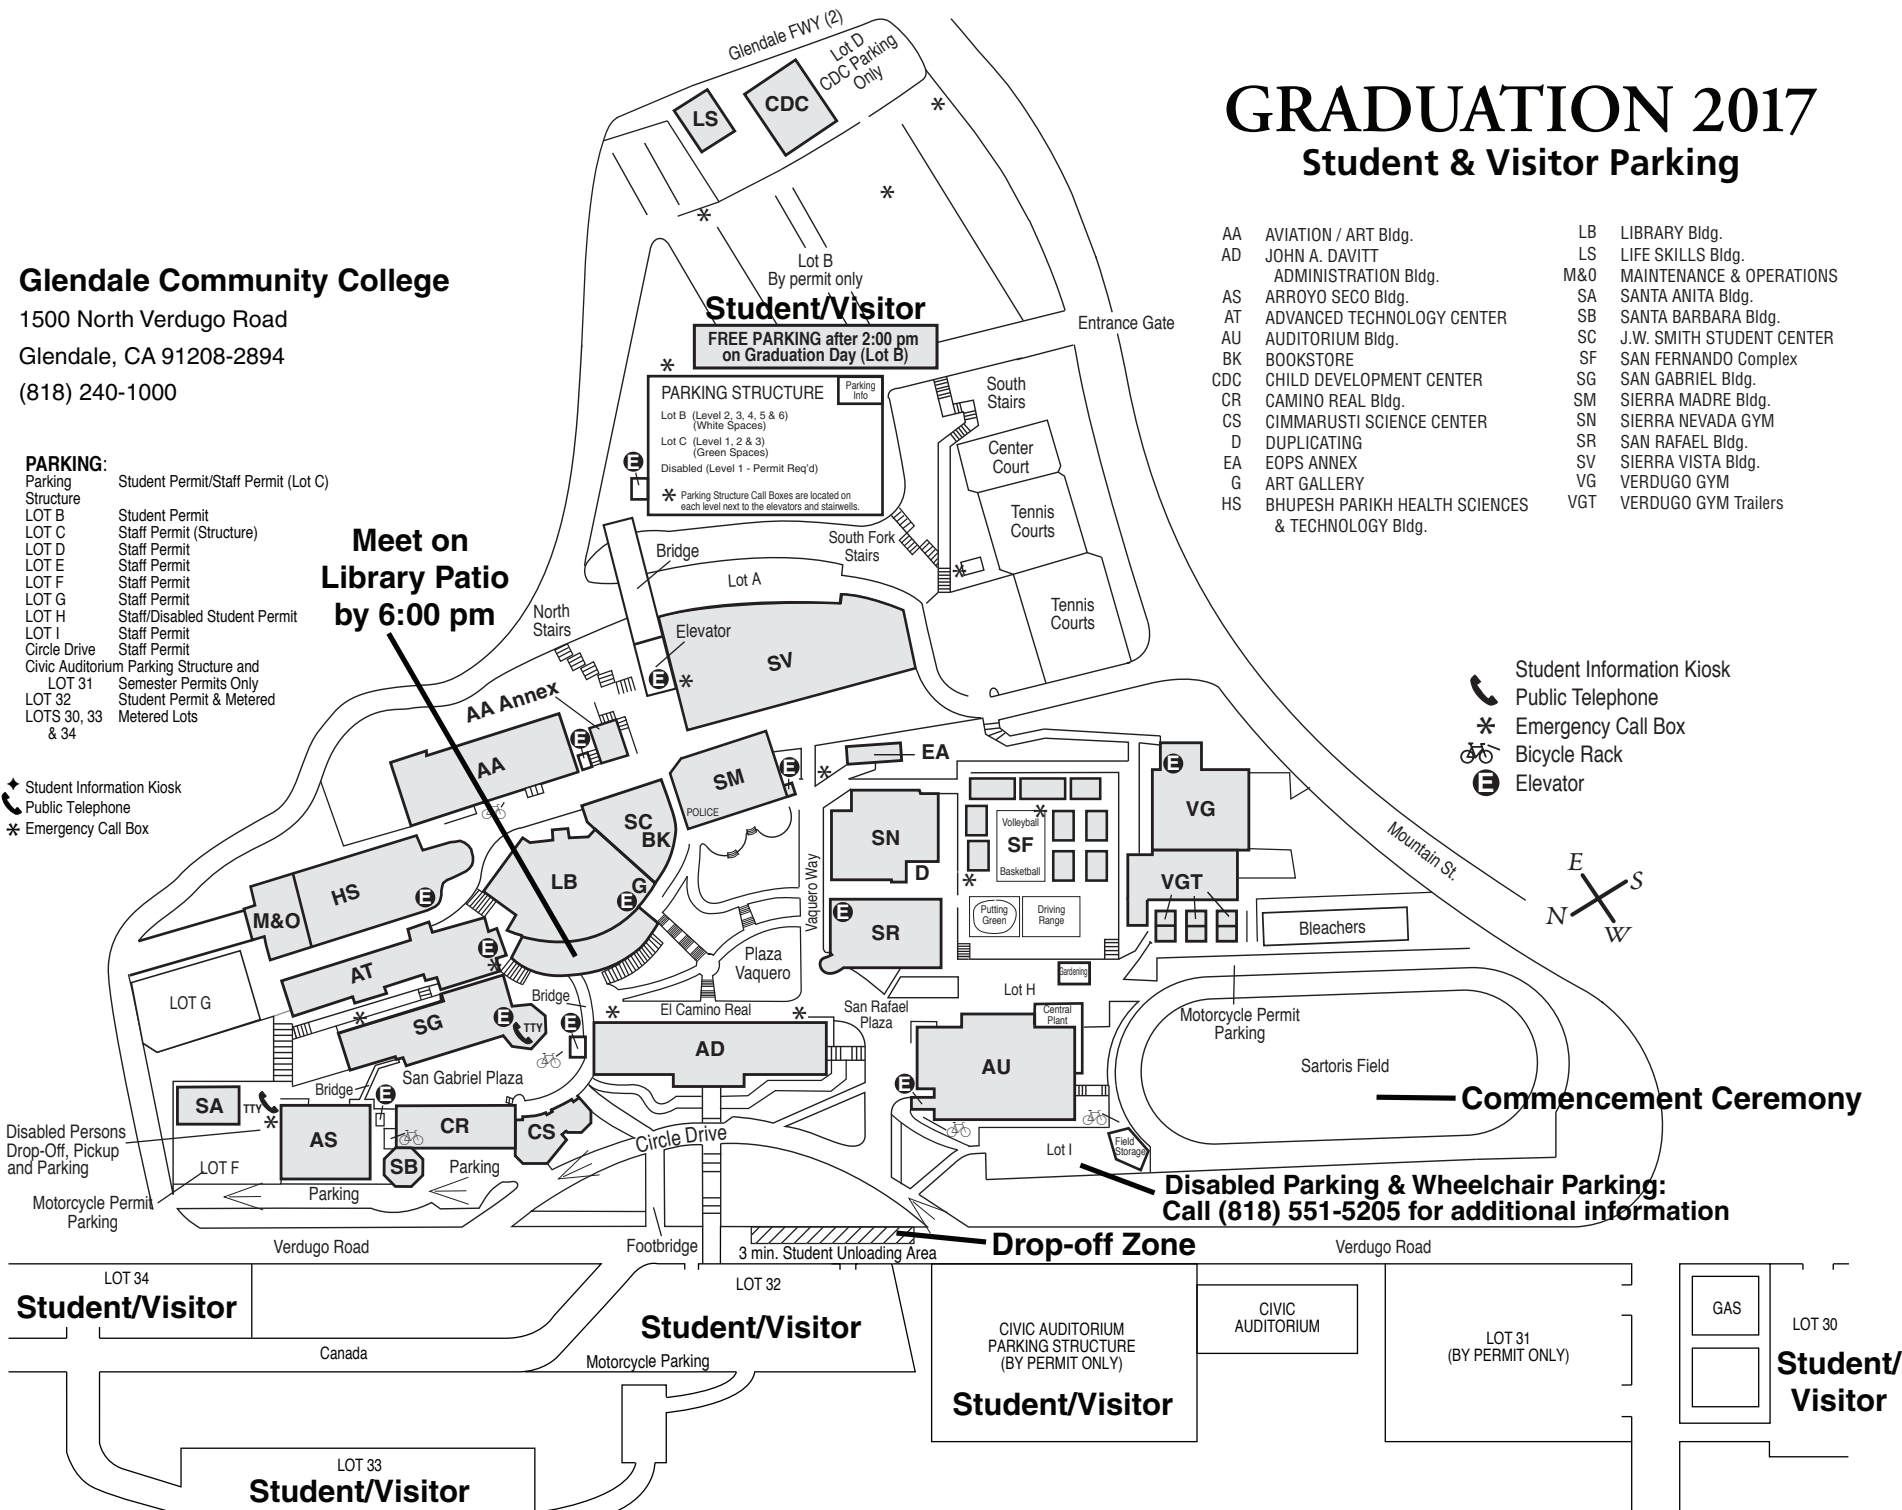 Glendale FWY (2)
Lot D
CDC Parking
Only
LS
CDC
GRADUATION 2017
Student & Visitor Parking
AA AVIATION / ART Bldg.
AD JOHN A. DAVITT
ADMINISTRATION Bldg.
AS ARROYO SECO Bldg.
AT ADVANCED TECHNOLOGY CENTER
AU AUDITORIUM Bldg.
BK BOOKSTORE
CDC CHILD DEVELOPMENT CENTER
CR CAMINO REAL Bldg.
CS CIMMARUSTI SCIENCE CENTER
D DUPLICATING
EA EOPS ANNEX
G ART GALLERY
HS BHUPESH PARIKH HEALTH SCIENCES
& TECHNOLOGY Bldg.
LB LIBRARY Bldg.
LS LIFE SKILLS Bldg.
M&O MAINTENANCE & OPERATIONS
SA SANTA ANITA Bldg.
SB SANTA BARBARA Bldg.
SC J.W. SMITH STUDENT CENTER
SF SAN FERNANDO Complex
SG SAN GABRIEL Bldg.
SM SIERRA MADRE Bldg.
SN SIERRA NEVADA GYM
SR SAN RAFAEL Bldg.
SV SIERRA VISTA Bldg.
VG VERDUGO GYM
VGT VERDUGO GYM Trailers
Glendale Community College
1500 North Verdugo Road
Glendale, CA 91208-2894
(818) 240-1000
Lot B
By permit only
Student/Visitor
FREE PARKING after 2:00 pm
on Graduation Day (Lot B)
Entrance Gate
PARKING STRUCTURE
Parking
Info
Lot B (Level 2, 3, 4, 5 & 6)
(White Spaces)
Lot C (Level 1, 2 & 3)
(Green Spaces)
Disabled (Level 1 - Permit Req'd)
* Parking Structure Call Boxes are located on
each level next to the elevators and stairwells.
E
South
Stairs
Center
Court
Tennis
Courts
Tennis
Courts
PARKING:
Parking Student Permit/Staff Permit (Lot C)
Structure
LOT B Student Permit
LOT C Staff Permit (Structure)
LOT D Staff Permit
LOT E Staff Permit
LOT F Staff Permit
LOT G Staff Permit
LOT H Staff/Disabled Student Permit
LOT I Staff Permit
Circle Drive Staff Permit
Civic Auditorium Parking Structure and
LOT 31 Semester Permits Only
LOT 32 Student Permit & Metered
LOTS 30, 33 Metered Lots
& 34
Student Information Kiosk
Public Telephone
* Emergency Call Box
Meet on
Library Patio
by 6:00 pm
Bridge
South Fork
Stairs
Lot A
North
Stairs
Elevator
E
SV
AA Annex
Student Information Kiosk
Public Telephone
* Emergency Call Box
Bicycle Rack
E Elevator
AA
E
SM
POLICE
E
EA
E
VG
SC
BK
SN
D
Volleyball
SF
Basketball
Mountain St.
E
S
N
W
HS
E
M&O
LB
G
E
Vaquero Way
VGT
E
SR
Putting
Green
Driving
Range
Bleachers
AT
E
Plaza
Vaquero
Gardening
LOT G
SG
E
TTY
Bridge
E
El Camino Real
San Rafael
Plaza
Lot H
Central
Plant
Motorcycle Permit
Parking
AD
AU
E
Sartoris Field
Commencement Ceremony
San Gabriel Plaza
Bridge
E
SA
TTY
AS
CR
CS
SB
Circle Drive
Lot I
Field
Storage
Disabled Persons
Drop-Off, Pickup
and Parking
LOT F
Parking
Parking
Motorcycle Permit
Parking
Disabled Parking & Wheelchair Parking:
Call (818) 551-5205 for additional information
Verdugo Road
Footbridge
3 min. Student Unloading Area
Drop-off Zone
Verdugo Road
LOT 34
Student/Visitor
LOT 32
Student/Visitor
Canada
Motorcycle Parking
CIVIC AUDITORIUM
PARKING STRUCTURE
(BY PERMIT ONLY)
Student/Visitor
CIVIC
AUDITORIUM
LOT 31
(BY PERMIT ONLY)
GAS
LOT 30
Student/
Visitor
LOT 33
Student/Visitor